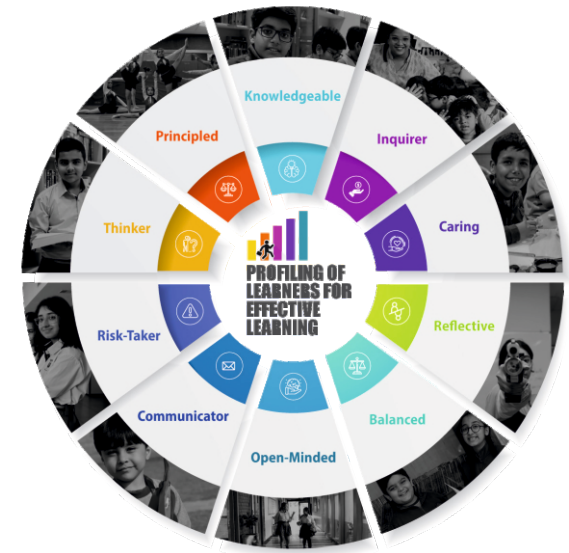 Knowledgeable
Inquirer
Caring
Reflective
Balanced
Open-Minded
Communicator
Risk-Taker
Thinker
Principled
PROFILING OF
LEARNERS FOR
EFFECTIVE
LEARNING